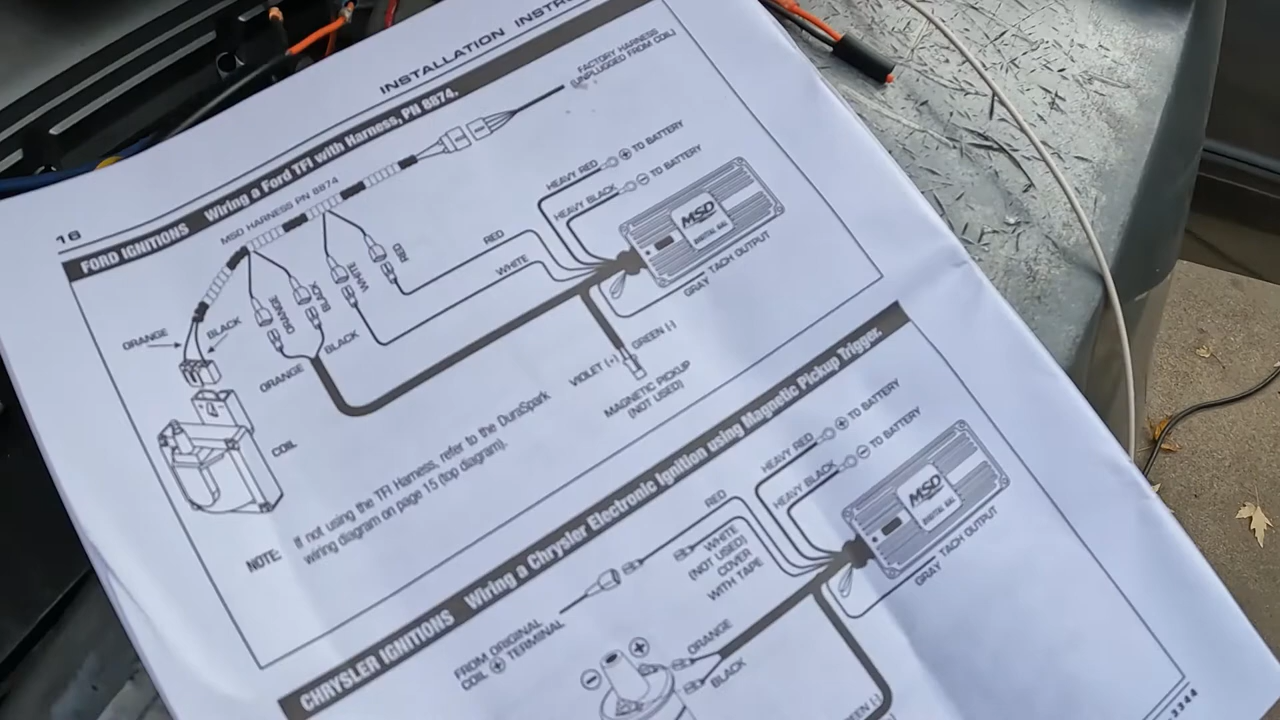 INSTALLATION
16
FORD IGNITIONS Wiring a Ford TFI with Harness, PN 8874.
FACTORY HARNESS
(UNPLUGGED FROM COIL)
MSD HARNESS PN 8874
HEAVY RED
+ TO BATTERY
HEAVY BLACK
- TO BATTERY
RED
WHITE
RED
WHITE
MSD
DIGITAL 6AL
GRAY TACH OUTPUT
ORANGE
BLACK
ORANGE
BLACK
ORANGE
BLACK
VIOLET (+)
GREEN (-)
MAGNETIC PICKUP
(NOT USED)
COIL
NOTE: If not using the TFI Harness, refer to the DuraSpark
wiring diagram on page 15 (top diagram).
CHRYSLER IGNITIONS Wiring a Chrysler Electronic Ignition using Magnetic Pickup Trigger.
HEAVY RED
+ TO BATTERY
HEAVY BLACK
- TO BATTERY
RED
WHITE
(NOT USED)
COVER
WITH TAPE
MSD
DIGITAL 6AL
GRAY TACH OUTPUT
FROM ORIGINAL
COIL + TERMINAL
ORANGE
BLACK
+
-